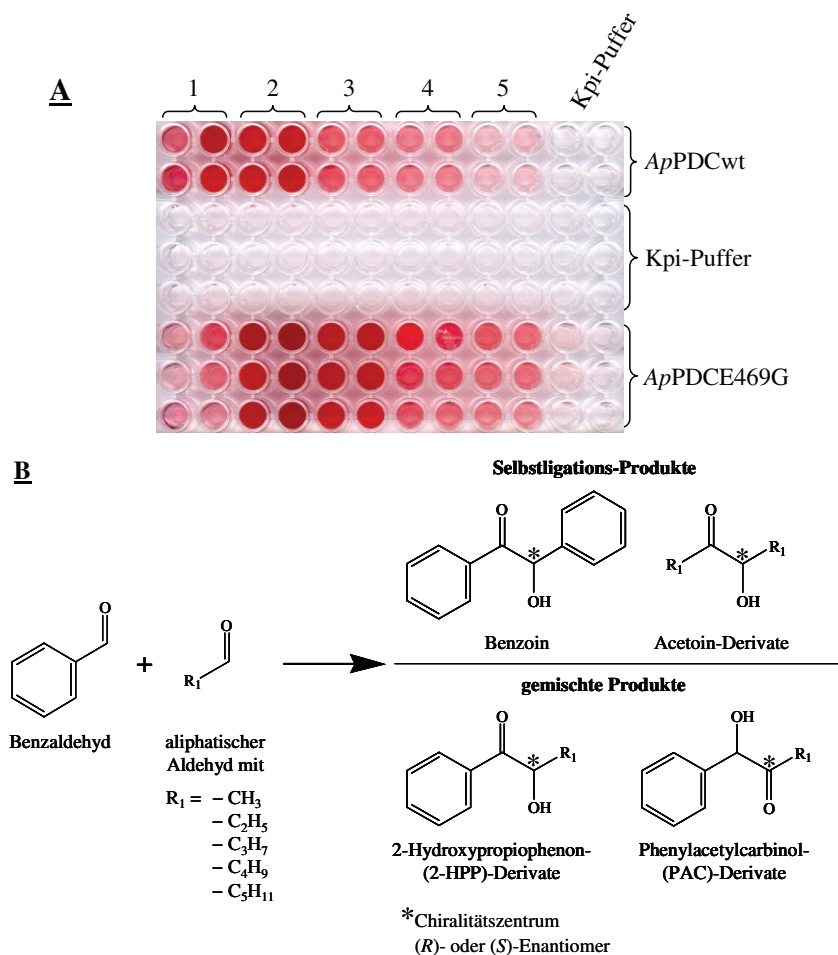 A
1 2 3 4 5 Kpi-Puffer
ApPDCwt
Kpi-Puffer
ApPDCE469G
B
Selbstligations-Produkte
O
*
OH
Benzoin
O
R1 * R1
OH
Acetoin-Derivate
O
Benzaldehyd
+
O
R1
aliphatischer
Aldehyd mit
R1 = – CH3
– C2H5
– C3H7
– C4H9
– C5H11
gemischte Produkte
O
* R1
OH
2-Hydroxypropiophenon-
(2-HPP)-Derivate
OH
* R1
O
Phenylacetylcarbinol-
(PAC)-Derivate
*Chiralitätszentrum
(R)- oder (S)-Enantiomer